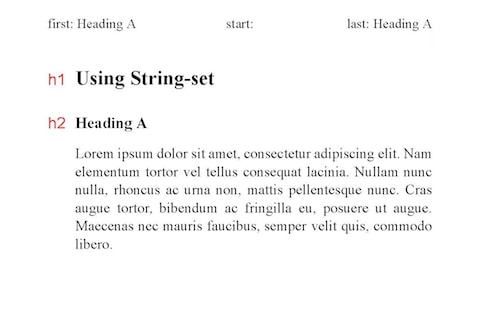 first: Heading A start: last: Heading A
h1 Using String-set
h2 Heading A
Lorem ipsum dolor sit amet, consectetur adipiscing elit. Nam
elementum tortor vel tellus consequat lacinia. Nullam nunc
nulla, rhoncus ac urna non, mattis pellentesque nunc. Cras
augue tortor, bibendum ac fringilla eu, posuere ut augue.
Maecenas nec mauris faucibus, semper velit quis, commodo
libero.